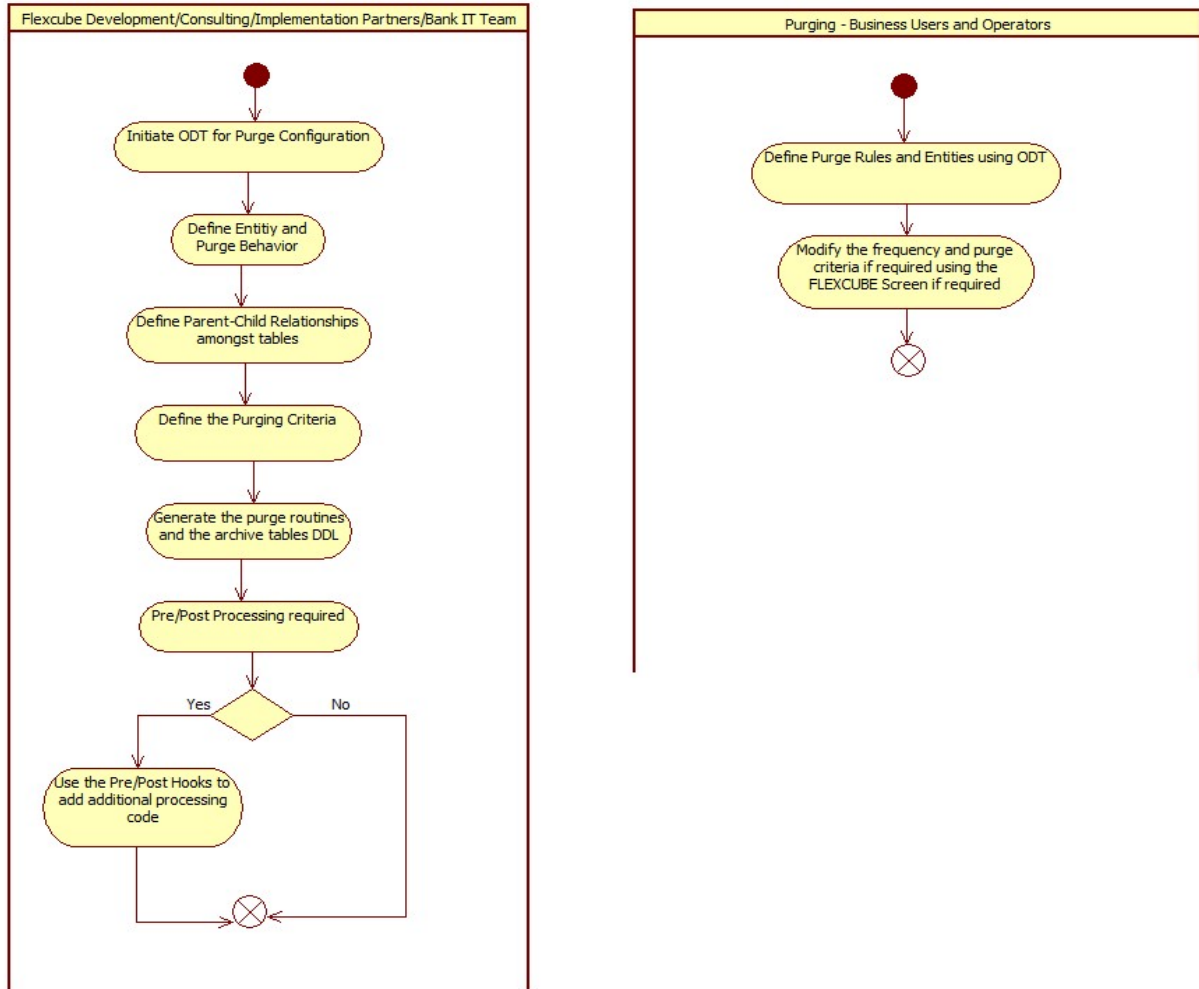 Flexcube Development/Consulting/Implementation Partners/Bank IT Team
Initiate ODT for Purge Configuration
Define Entitiy and
Purge Behavior
Define Parent-Child Relationships
amongst tables
Define the Purging Criteria
Generate the purge routines
and the archive tables DDL
Pre/Post Processing required
Yes
No
Use the Pre/Post Hooks to
add additional processing
code
Purging - Business Users and Operators
Define Purge Rules and Entities using ODT
Modify the frequency and purge
criteria if required using the
FLEXCUBE Screen if required